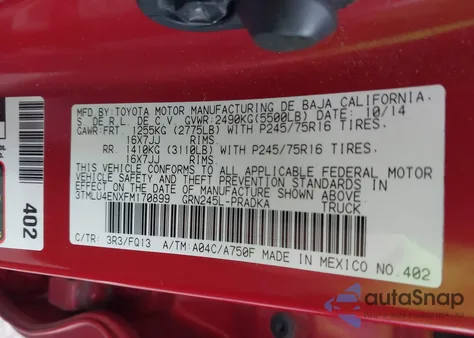 MFD.BY:TOYOTA MOTOR MANUFACTURING DE BAJA CALIFORNIA.
S. DE R.L. DE C.V. GVWR:2490KG(5500LB) 10/14
GAWR:FRT 1255KG (2775LB) WITH P245/75R16 TIRES.
16X7JJ RIMS.
RR. 1410KG (3110LB) WITH P245/75R16 TIRES.
16X7JJ RIMS.
THIS VEHICLE CONFORMS TO ALL APPLICABLE FEDERAL MOTOR
VEHICLE SAFETY AND BUMPER AND THEFT PREVENTION STANDARDS IN
EFFECT ON THE DATE OF MANUFACTURE SHOWN ABOVE.
3TMLU4ENXFM170899 GRN245L-PRADKA TRUCK
C/TR: 3R3/FQ13 A/TM:A04C/A750F MADE IN MEXICO NO.402
402
autoSnap